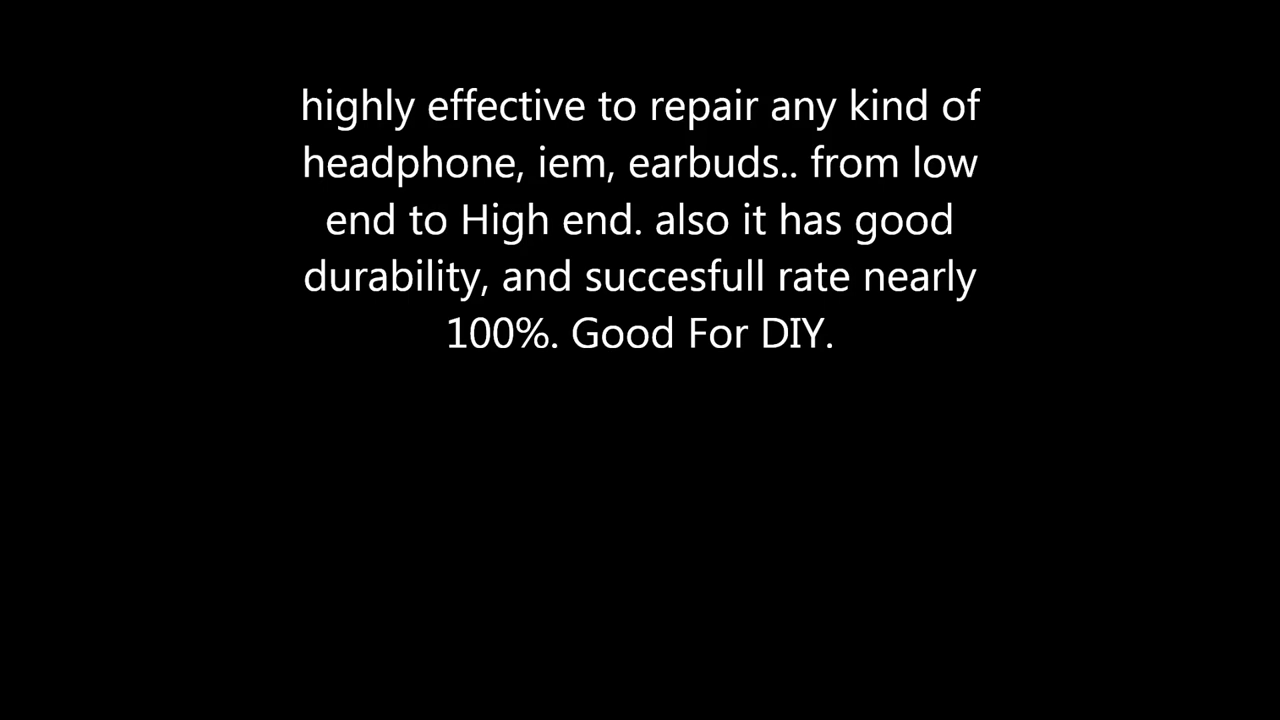 highly effective to repair any kind of
headphone, iem, earbuds.. from low
end to High end. also it has good
durability, and succesfull rate nearly
100%. Good For DIY.